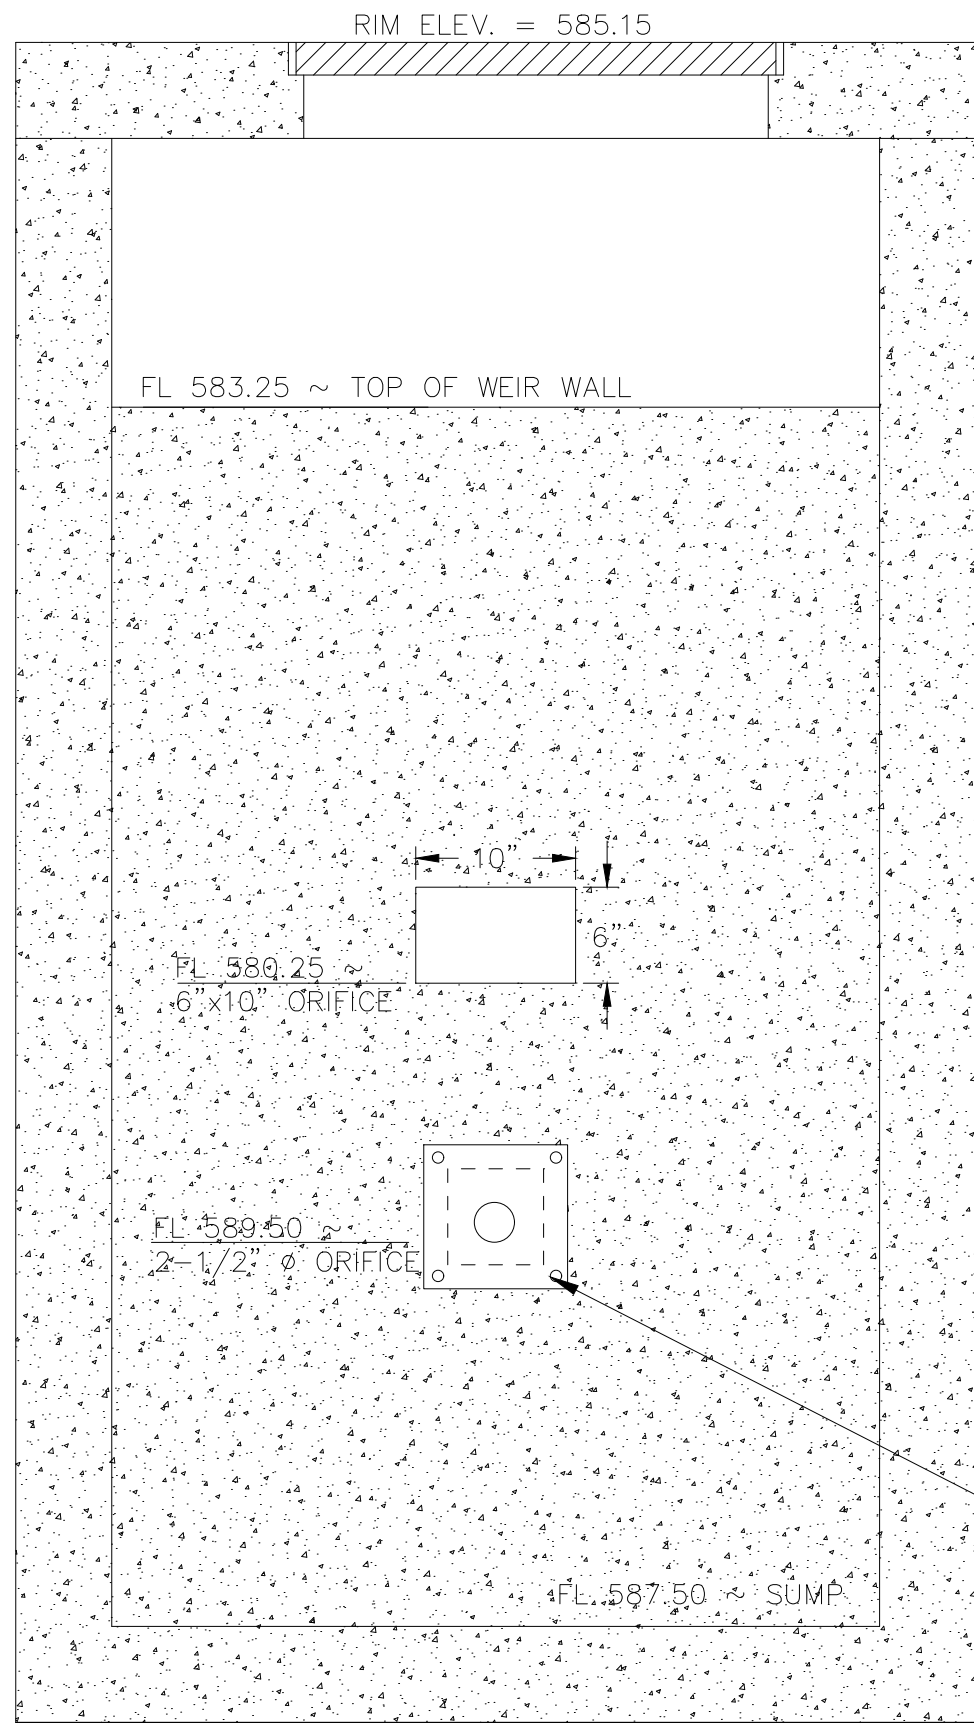 RIM ELEV. = 585.15
FL 583.25 ~ TOP OF WEIR WALL
10"
6"
FL 580.25 ~
6"x10" ORIFICE
FL 589.50 ~
2-1/2" Ø ORIFICE
FL 587.50 ~ SUMP